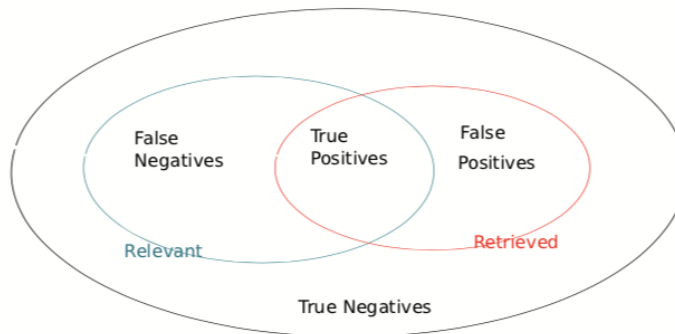 False
Negatives
True
Positives
False
Positives
Relevant
Retrieved
True Negatives